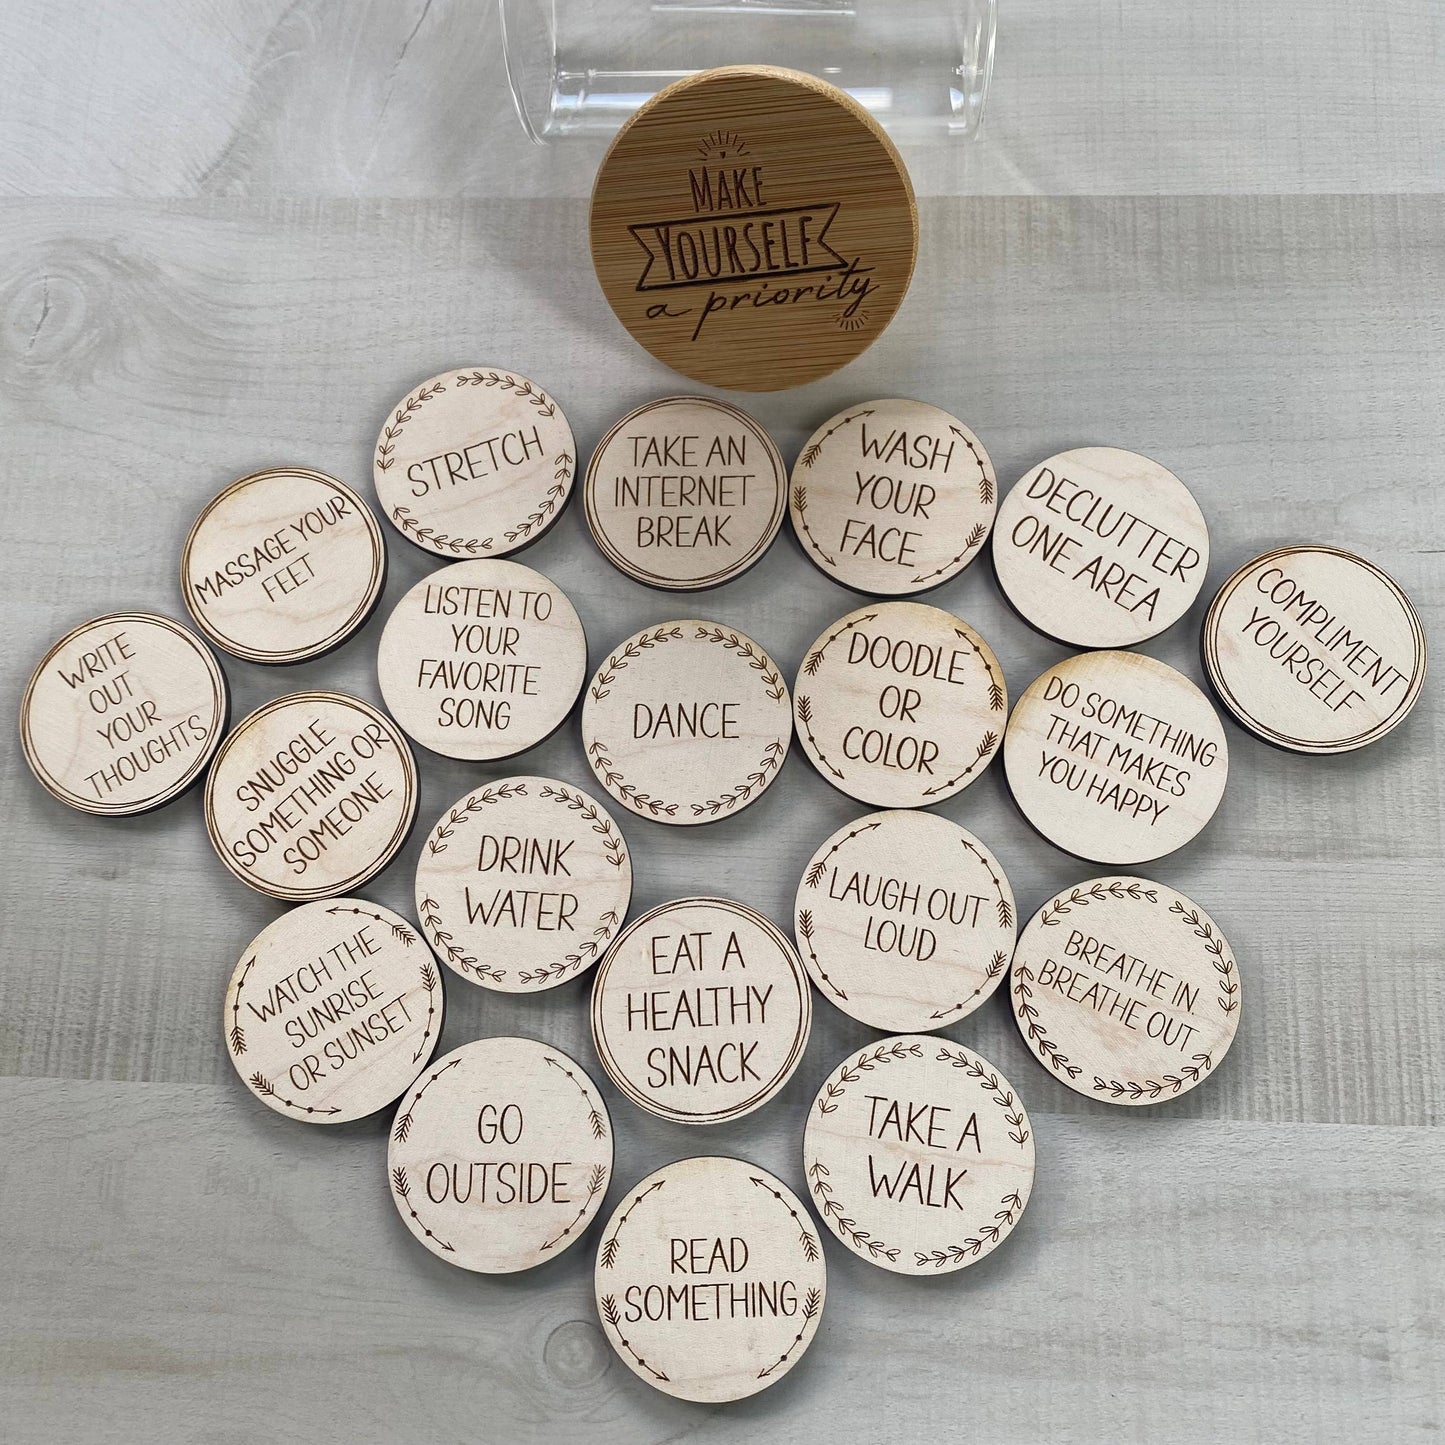 MAKE
YOURSELF
a priority
STRETCH
TAKE AN
INTERNET
BREAK
WASH
YOUR
FACE
DECLUTTER
ONE AREA
COMPLIMENT
YOURSELF
MASSAGE YOUR
FEET
WRITE
OUT
YOUR
THOUGHTS
LISTEN TO
YOUR
FAVORITE
SONG
DANCE
DOODLE
OR
COLOR
DO SOMETHING
THAT MAKES
YOU HAPPY
SNUGGLE
SOMETHING OR
SOMEONE
DRINK
WATER
LAUGH OUT
LOUD
BREATHE IN.
BREATHE OUT
WATCH THE
SUNRISE
OR SUNSET
EAT A
HEALTHY
SNACK
GO
OUTSIDE
TAKE A
WALK
READ
SOMETHING